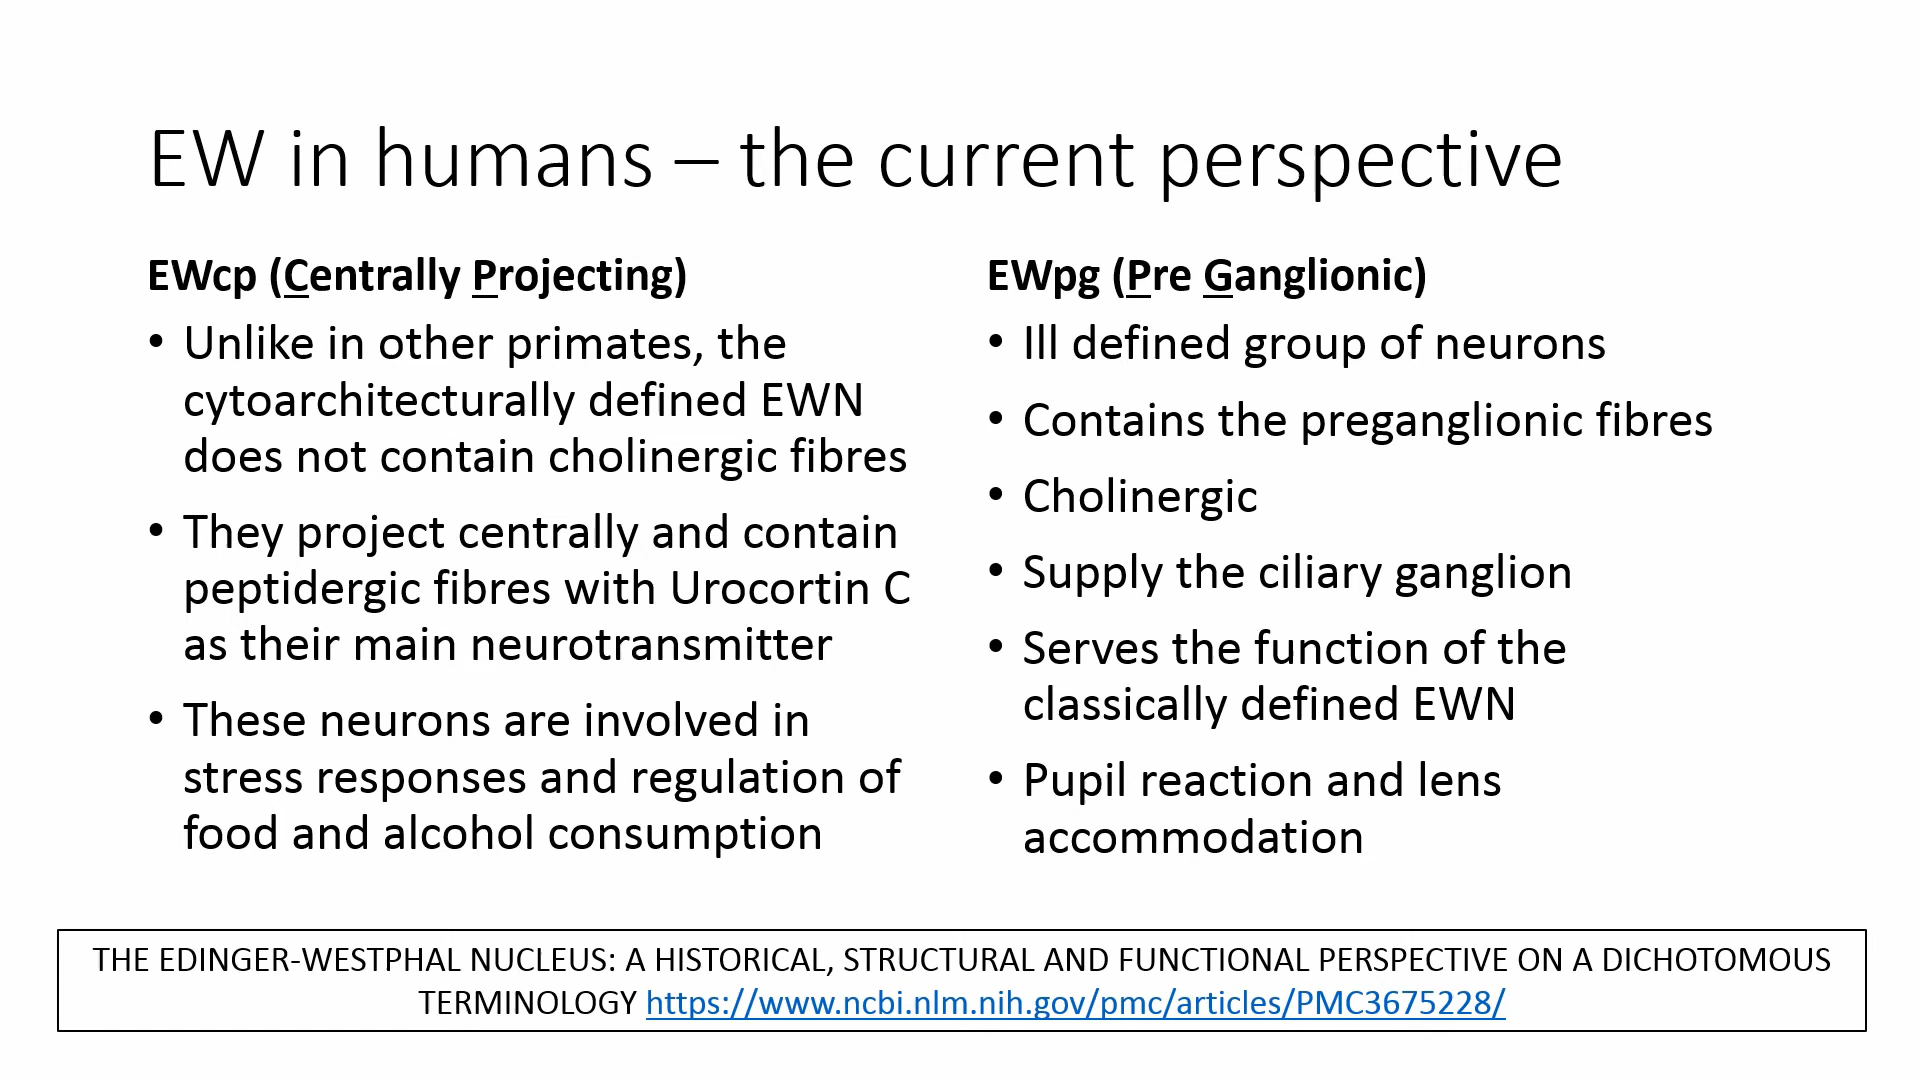 EW in humans – the current perspective
EWcp (Centrally Projecting)
• Unlike in other primates, the
cytoarchitecturally defined EWN
does not contain cholinergic fibres
• They project centrally and contain
peptidergic fibres with Urocortin C
as their main neurotransmitter
• These neurons are involved in
stress responses and regulation of
food and alcohol consumption
EWpg (Pre Ganglionic)
• Ill defined group of neurons
• Contains the preganglionic fibres
• Cholinergic
• Supply the ciliary ganglion
• Serves the function of the
classically defined EWN
• Pupil reaction and lens
accommodation
THE EDINGER-WESTPHAL NUCLEUS: A HISTORICAL, STRUCTURAL AND FUNCTIONAL PERSPECTIVE ON A DICHOTOMOUS
TERMINOLOGY https://www.ncbi.nlm.nih.gov/pmc/articles/PMC3675228/